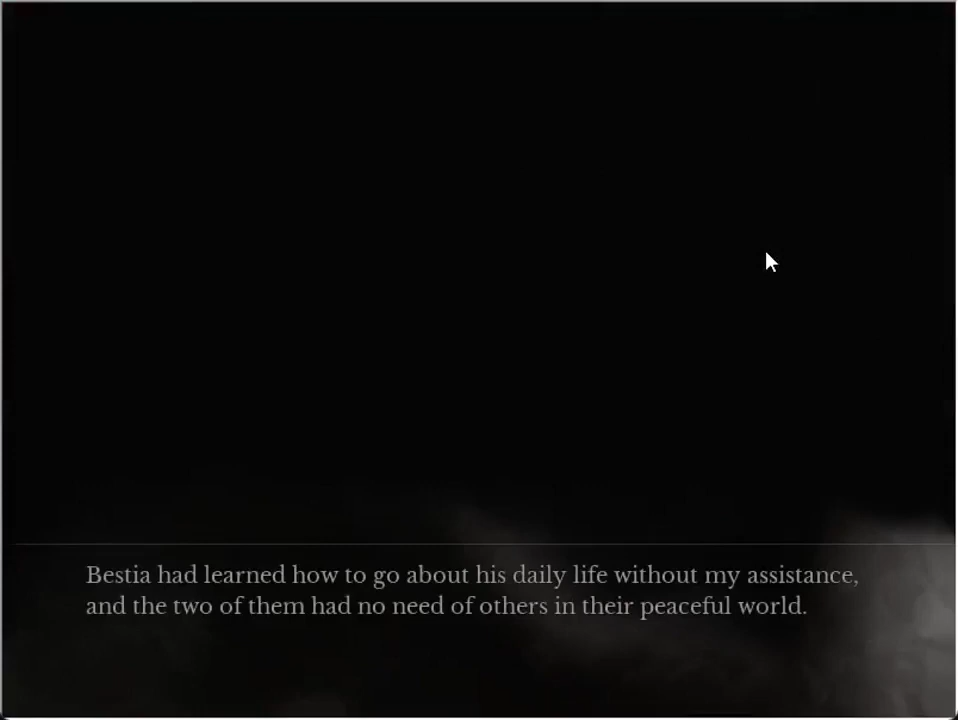 Bestia had learned how to go about his daily life without my assistance,
and the two of them had no need of others in their peaceful world.